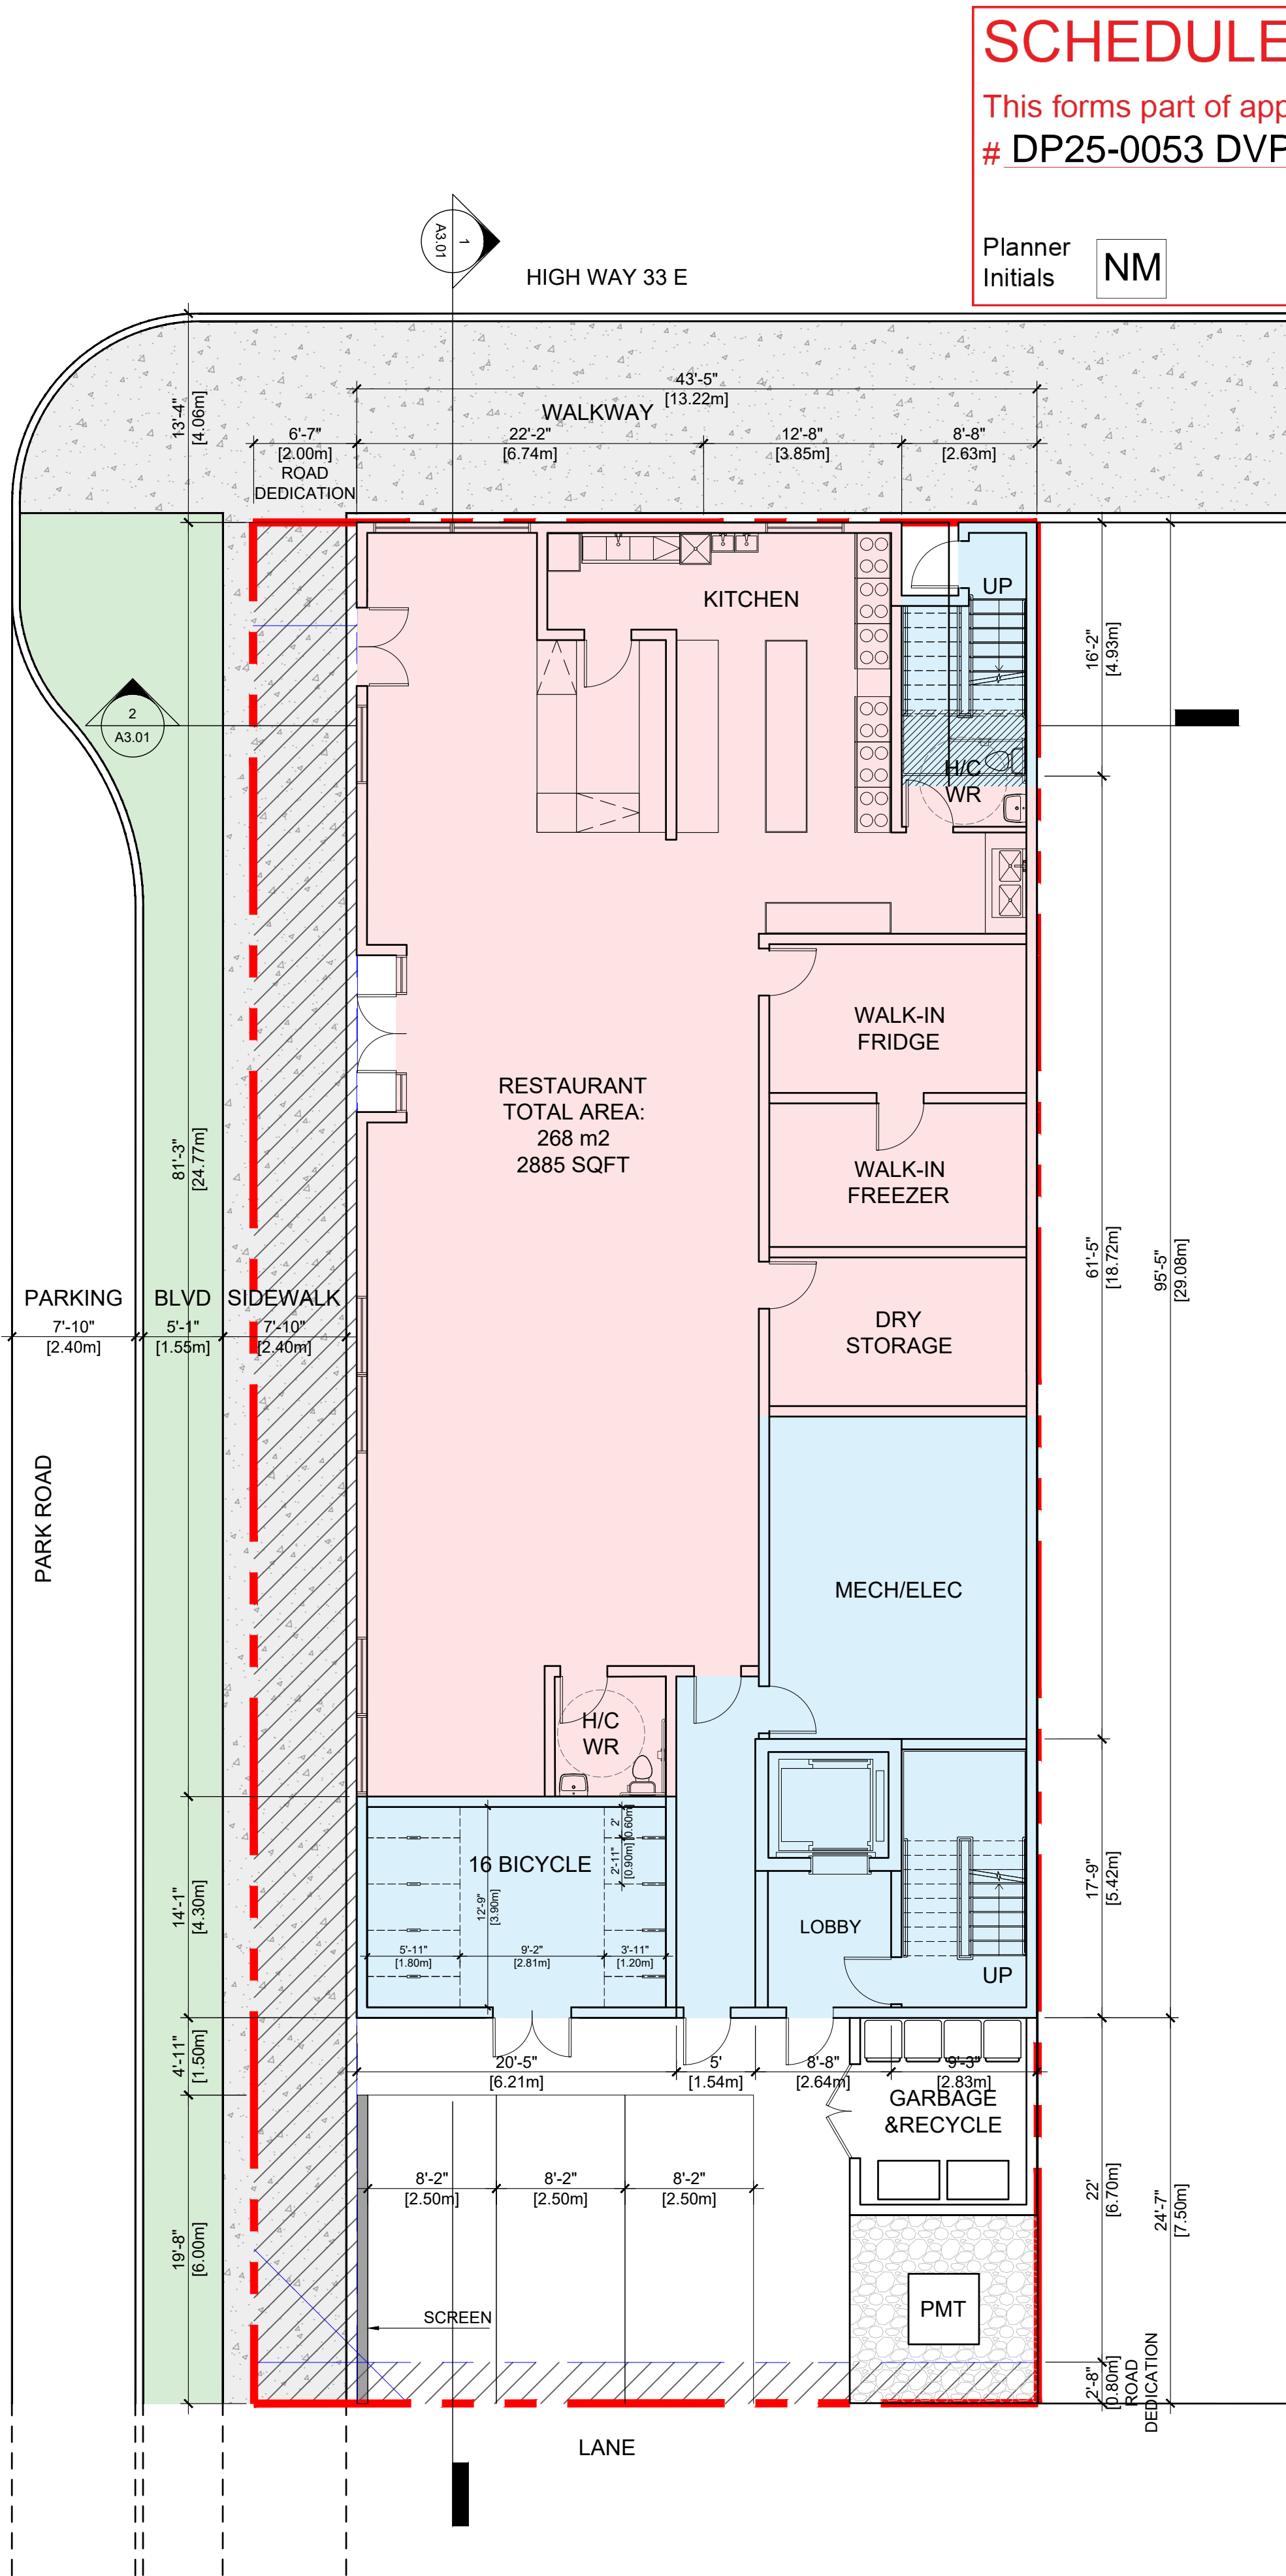 SCHEDULE
This forms part of app
# DP25-0053 DVP
Planner
Initials
NM
1
A3.01
HIGH WAY 33 E
43'-5"
[13.22m]
WALKWAY
13'-4"
[4.06m]
6'-7"
[2.00m]
ROAD
DEDICATION
22'-2"
[6.74m]
12'-8"
[3.85m]
8'-8"
[2.63m]
KITCHEN
UP
16'-2"
[4.93m]
2
A3.01
H/C
WR
WALK-IN
FRIDGE
RESTAURANT
TOTAL AREA:
268 m2
2885 SQFT
81'-3"
[24.77m]
WALK-IN
FREEZER
61'-5"
[18.72m]
95'-5"
[29.08m]
PARKING
BLVD
SIDEWALK
7'-10"
[2.40m]
5'-1"
[1.55m]
7'-10"
[2.40m]
DRY
STORAGE
PARK ROAD
MECH/ELEC
H/C
WR
2'
[0.60m]
16 BICYCLE
2'-11"
[0.90m]
12'-9"
[3.90m]
14'-1"
[4.30m]
17'-9"
[5.42m]
LOBBY
5'-11"
[1.80m]
9'-2"
[2.81m]
3'-11"
[1.20m]
UP
4'-11"
[1.50m]
20'-5"
[6.21m]
5'
[1.54m]
8'-8"
[2.64m]
9'-3"
[2.83m]
GARBAGE
&RECYCLE
8'-2"
[2.50m]
8'-2"
[2.50m]
8'-2"
[2.50m]
22'
[6.70m]
24'-7"
[7.50m]
19'-8"
[6.00m]
SCREEN
PMT
2'-8"
[0.80m]
ROAD
DEDICATION
LANE